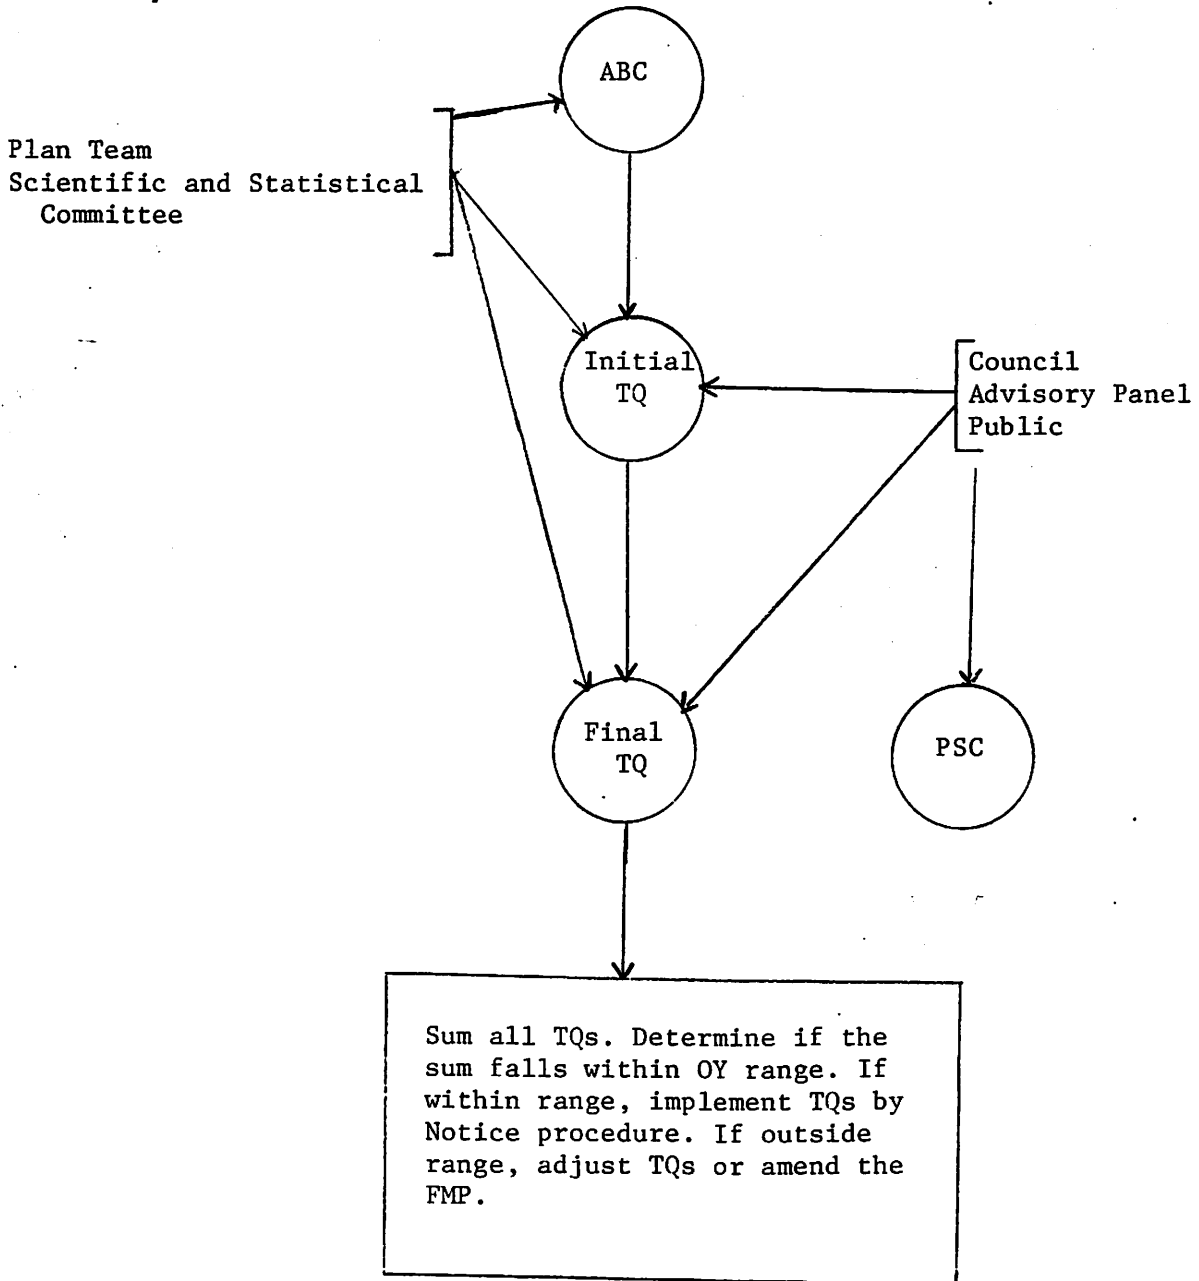 ABC
Plan Team
Scientific and Statistical
Committee
Initial
TQ
Council
Advisory Panel
Public
Final
TQ
PSC
Sum all TQs. Determine if the
sum falls within OY range. If
within range, implement TQs by
Notice procedure. If outside
range, adjust TQs or amend the
FMP.